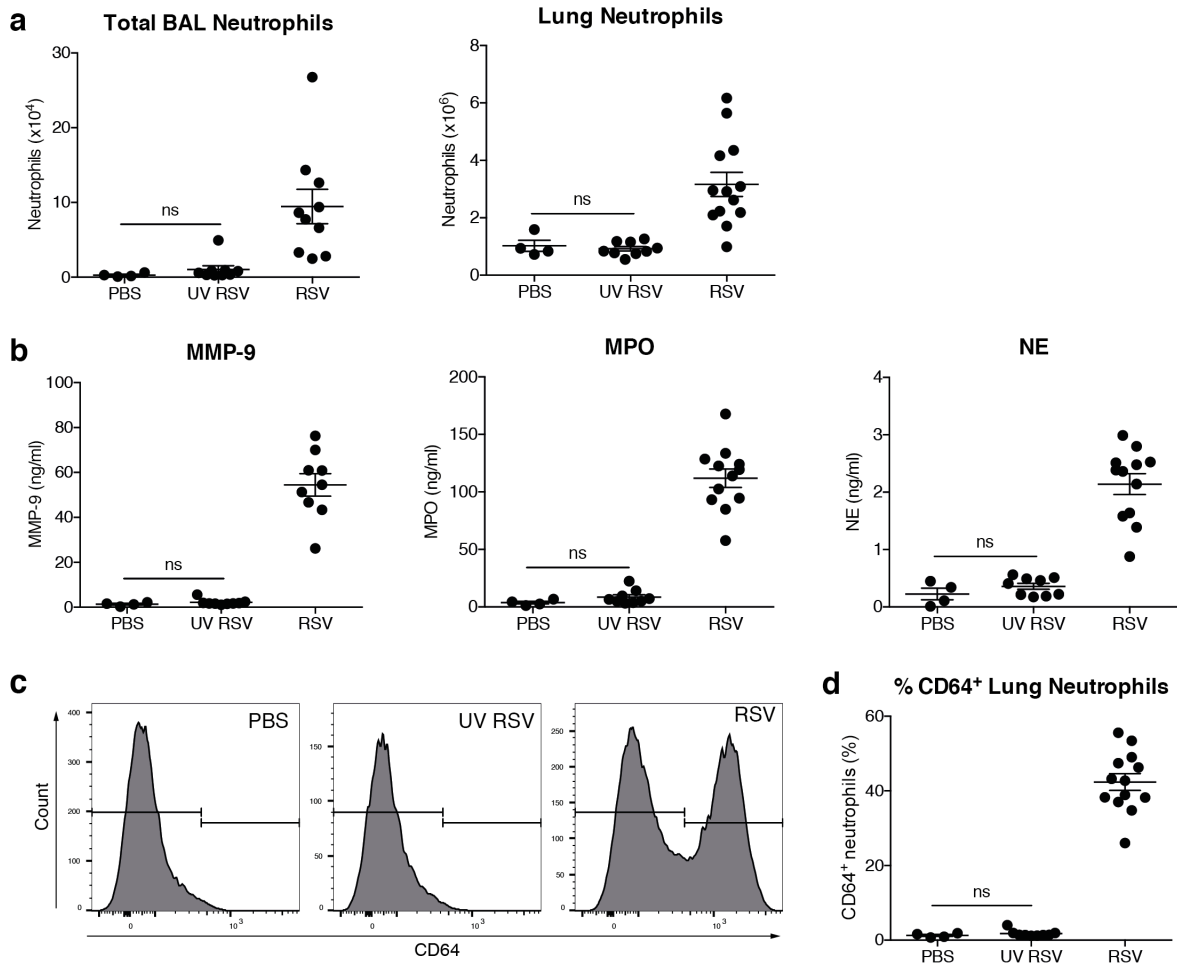 a
Total BAL Neutrophils
Neutrophils (x10⁴)
30
20
10
0
ns
PBS UV RSV RSV
Lung Neutrophils
Neutrophils (x10⁶)
8
6
4
2
0
ns
PBS UV RSV RSV
b
MMP-9
MMP-9 (ng/ml)
100
80
60
40
20
0
ns
PBS UV RSV RSV
MPO
MPO (ng/ml)
200
150
100
50
0
ns
PBS UV RSV RSV
NE
NE (ng/ml)
4
3
2
1
0
ns
PBS UV RSV RSV
c
Count
PBS
400
300
200
100
0
0 10³
UV RSV
150
100
50
0
0 10³
RSV
250
200
150
100
50
0
0 10³
CD64
d
% CD64⁺ Lung Neutrophils
CD64⁺ neutrophils (%)
60
40
20
0
ns
PBS UV RSV RSV